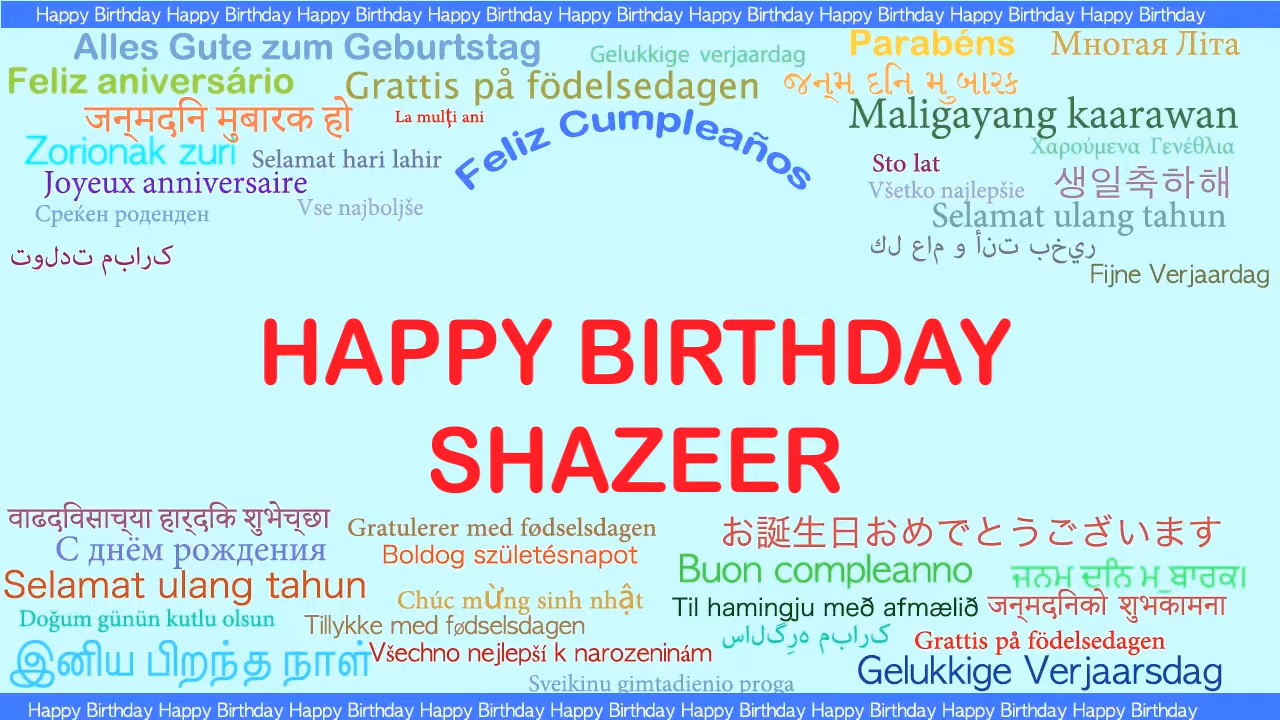 Happy Birthday Happy Birthday Happy Birthday Happy Birthday Happy Birthday Happy Birthday Happy Birthday Happy Birthday Happy Birthday
Alles Gute zum Geburtstag
Gelukkige verjaardag
Parabéns
Многая Літа
Feliz aniversário
Grattis på födelsedagen
જન્મ દિન મુબારક
जन्मदिन मुबारक हो
La mulţi ani
Feliz Cumpleaños
Maligayang kaarawan
Χαρούμενα Γενέθλια
Zorionak zuri
Selamat hari lahir
Sto lat
Joyeux anniversaire
Všetko najlepšie
생일축하해
Среќен роденден
Vse najboljše
Selamat ulang tahun
تولدت مبارک
كل عام و أنت بخير
Fijne Verjaardag
HAPPY BIRTHDAY
SHAZEER
वाढदिवसाच्या हार्दिक शुभेच्छा
Gratulerer med fødselsdagen
お誕生日おめでとうございます
С днём рождения
Boldog születésnapot
Buon compleanno
ਜਨਮ ਦਿਨ ਮੁਬਾਰਕ।
Selamat ulang tahun
Chúc mừng sinh nhật
Til hamingju með afmælið
जन्मदिनको शुभकामना
Doğum günün kutlu olsun
Tillykke med fødselsdagen
سالگرہ مبارک
Grattis på födelsedagen
இனிய பிறந்த நாள்
Všechno nejlepší k narozeninám
Gelukkige Verjaarsdag
Sveikinu gimtadienio proga
Happy Birthday Happy Birthday Happy Birthday Happy Birthday Happy Birthday Happy Birthday Happy Birthday Happy Birthday Happy Birthday